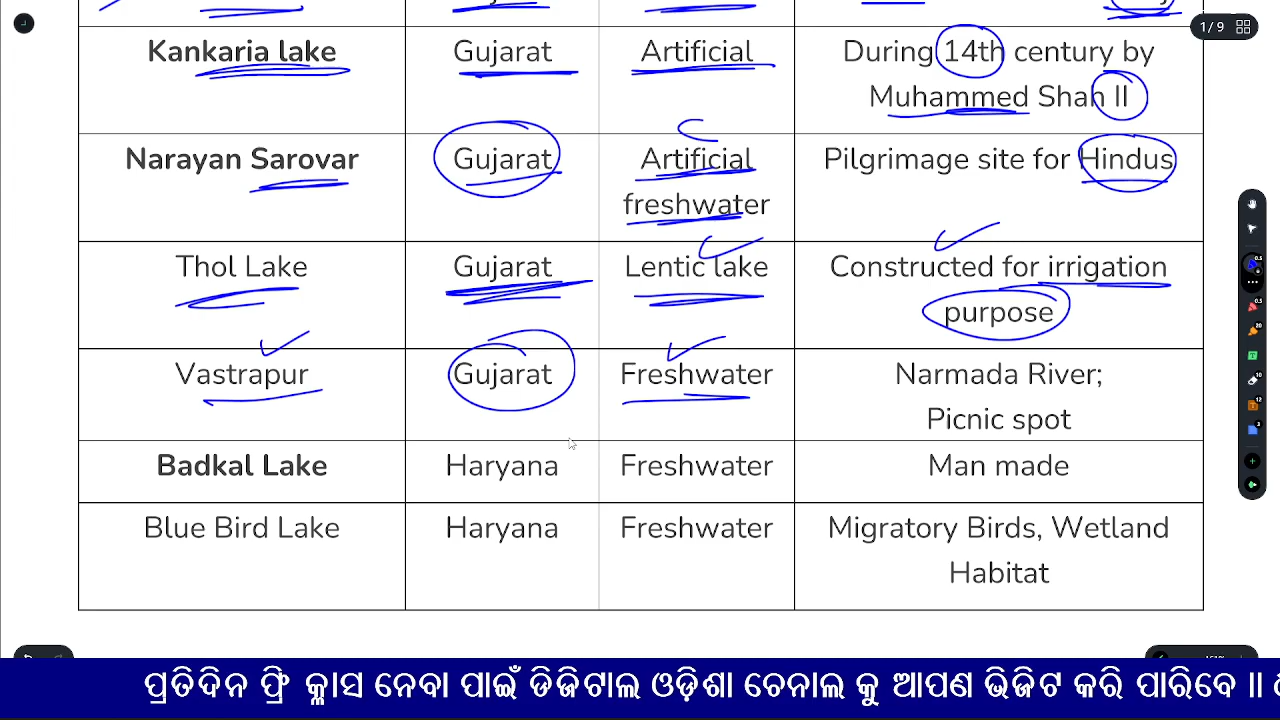 1/9
Kankaria lake Gujarat Artificial During 14th century by
Muhammed Shah II
Narayan Sarovar Gujarat Artificial Pilgrimage site for Hindus
freshwater
Thol Lake Gujarat Lentic lake Constructed for irrigation
purpose
Vastrapur Gujarat Freshwater Narmada River;
Picnic spot
Badkal Lake Haryana Freshwater Man made
Blue Bird Lake Haryana Freshwater Migratory Birds, Wetland
Habitat
ପ୍ରତିଦିନ ଫ୍ରି କ୍ଳାସ ନେବା ପାଇଁ ଡିଜିଟାଲ ଓଡ଼ିଶା ଚେନାଲ କୁ ଆପଣ ଭିଜିଟ କରି ପାରିବେ ॥